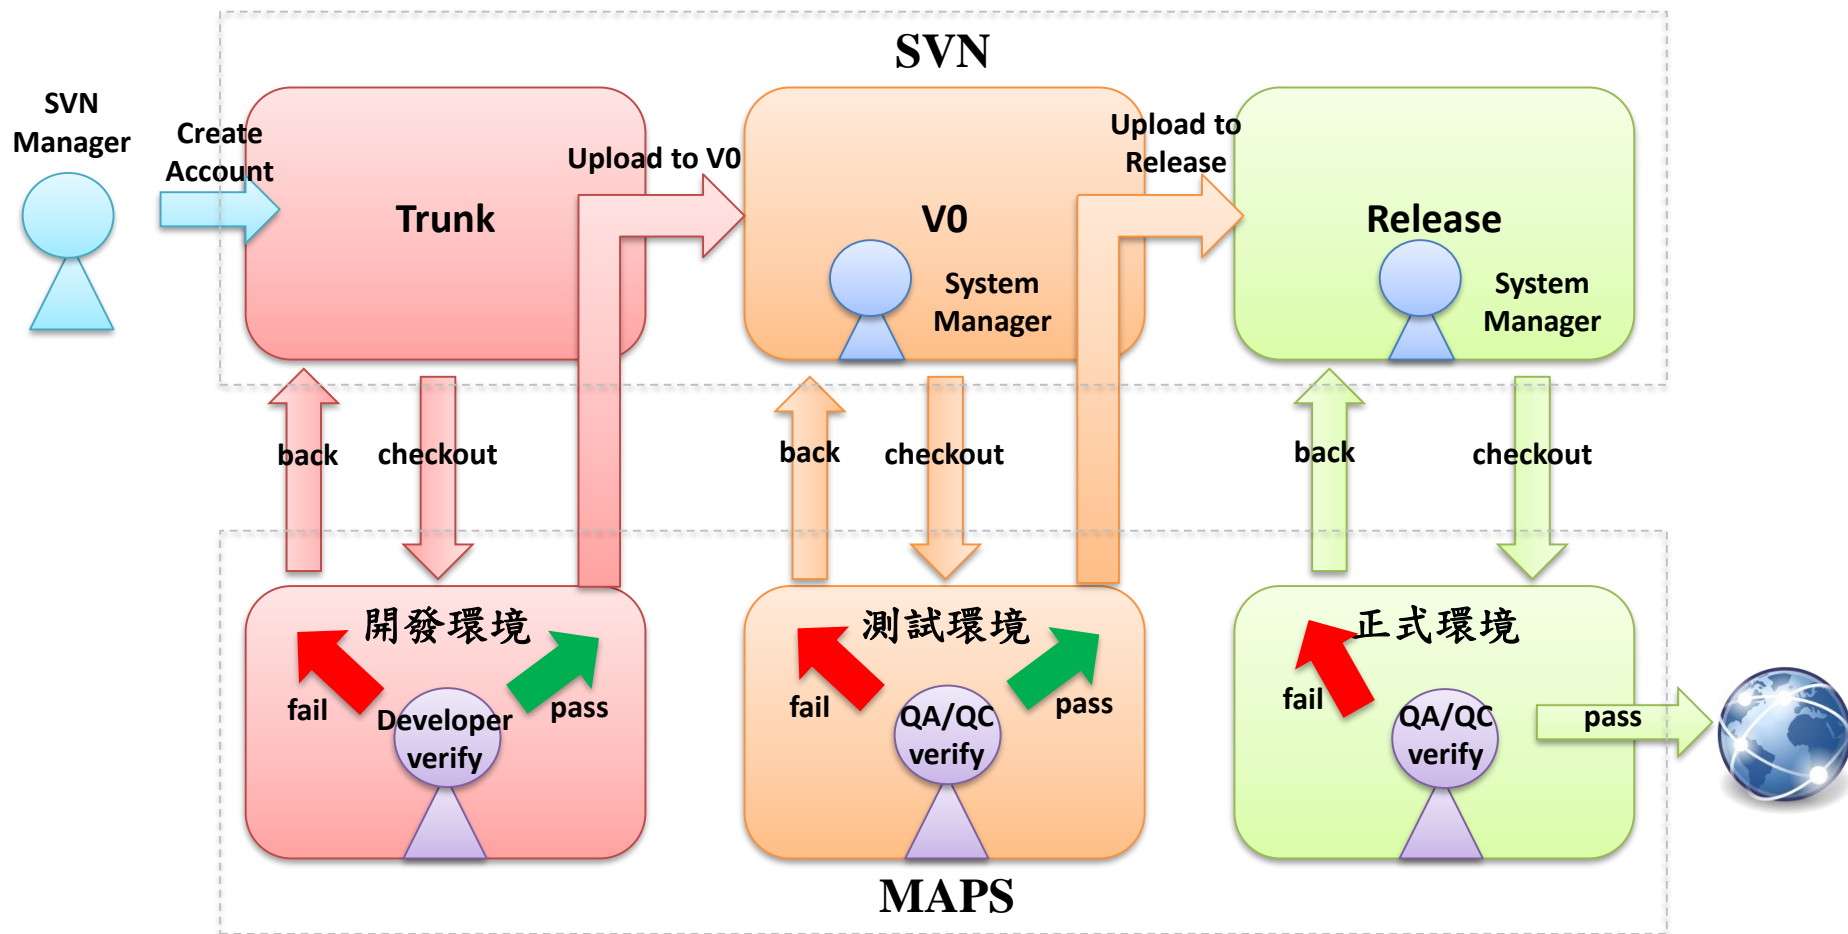 SVN
SVN
Manager
Create
Account
Upload to V0
Upload to
Release
Trunk
V0
Release
System
Manager
System
Manager
back
checkout
back
checkout
back
checkout
開發環境
測試環境
正式環境
fail
pass
Developer
verify
fail
pass
QA/QC
verify
fail
pass
QA/QC
verify
MAPS